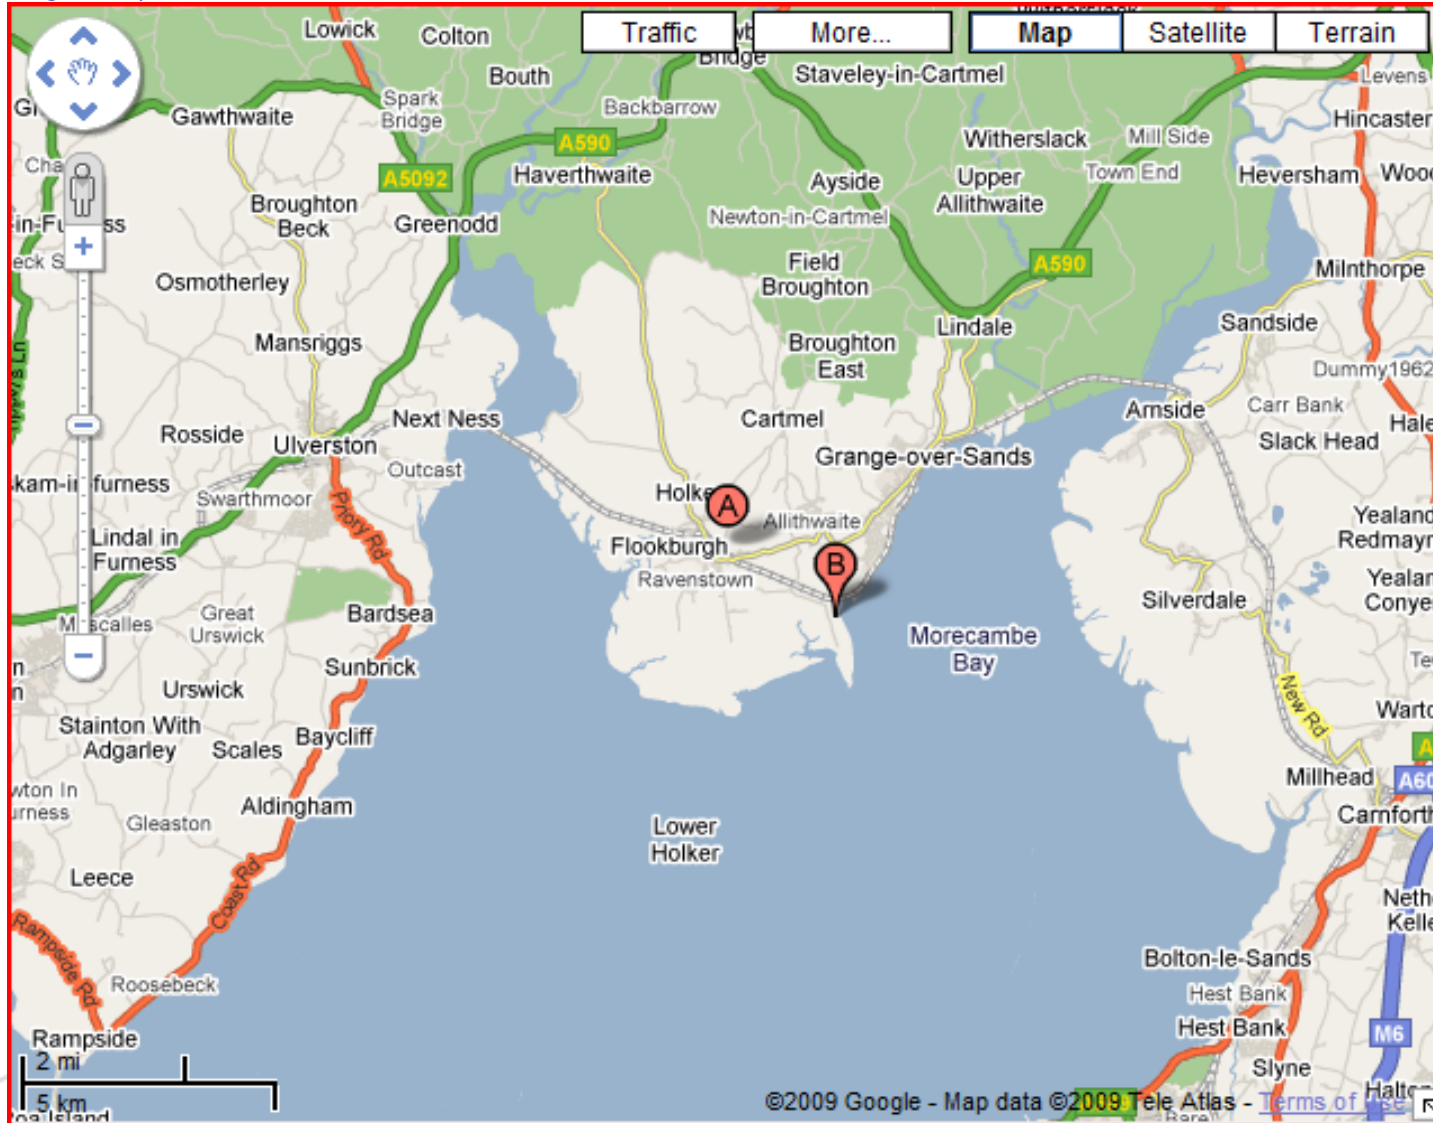 Lowick
Colton
Traffic
More...
Map
Satellite
Terrain
Bridge
Bouth
Staveley-in-Cartmel
Levens
Spark
Bridge
Backbarrow
Gawthwaite
Hincaster
A590
Witherslack
Mill Side
A5092
Haverthwaite
Ayside
Upper
Allithwaite
Town End
Heversham
Broughton
Beck
Greenodd
Newton-in-Cartmel
Field
Broughton
A590
Milnthorpe
Osmotherley
Lindale
Sandside
Mansriggs
Broughton
East
Dummy1962
Next Ness
Cartmel
Arnside
Carr Bank
Rosside
Ulverston
Slack Head
Outcast
Grange-over-Sands
Swarthmoor
Priory Rd
A
Allithwaite
Lindal in
Furness
Flookburgh
B
Ravenstown
Silverdale
Great
Urswick
Bardsea
Morecambe
Bay
Sunbrick
Urswick
New Rd
Stainton With
Adgarley
Scales
Baycliff
Millhead
Aldingham
Gleaston
Lower
Holker
Leece
Coast Rd
Rampside Rd
Bolton-le-Sands
Roosebeck
Hest Bank
Hest Bank
M6
Rampside
Slyne
2 mi
5 km
©2009 Google - Map data ©2009 Tele Atlas - Terms of Use
Bare